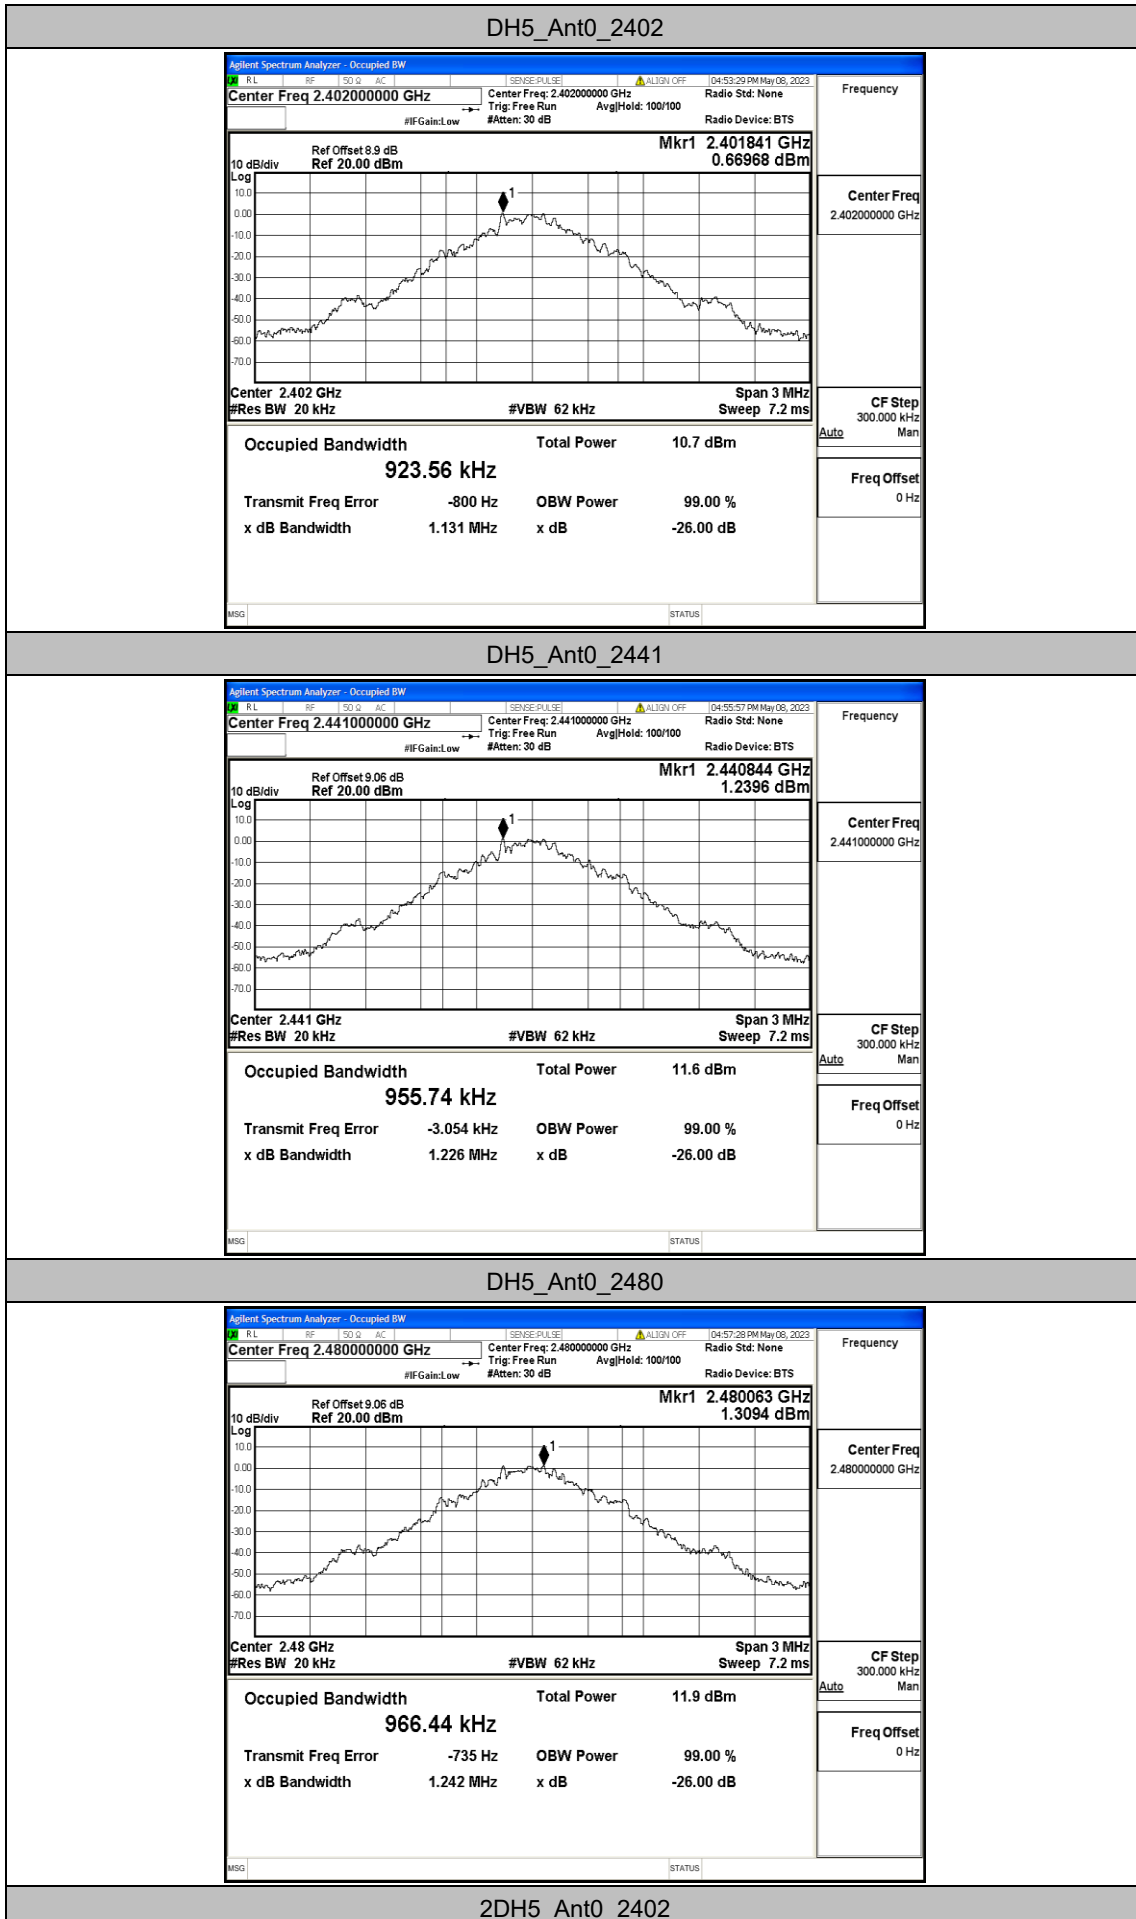 DH5_Ant0_2402
Agilent Spectrum Analyzer - Occupied BW
RL RF 50 Ω AC SENSE:PULSE ALIGN OFF 04:53:29 PM May 08, 2023
Center Freq 2.402000000 GHz Center Freq: 2.402000000 GHz Radio Std: None Frequency
Trig: Free Run Avg|Hold: 100/100
#IFGain:Low #Atten: 30 dB Radio Device: BTS
Ref Offset 8.9 dB Mkr1 2.401841 GHz
10 dB/div Ref 20.00 dBm 0.66968 dBm
Log
10.0
0.00
-10.0
-20.0
-30.0
-40.0
-50.0
-60.0
-70.0
1
Center Freq
2.402000000 GHz
Center 2.402 GHz Span 3 MHz
#Res BW 20 kHz #VBW 62 kHz Sweep 7.2 ms
CF Step
300.000 kHz
Auto Man
Occupied Bandwidth Total Power 10.7 dBm
923.56 kHz
Transmit Freq Error -800 Hz OBW Power 99.00 %
x dB Bandwidth 1.131 MHz x dB -26.00 dB
Freq Offset
0 Hz
MSG STATUS
DH5_Ant0_2441
Agilent Spectrum Analyzer - Occupied BW
RL RF 50 Ω AC SENSE:PULSE ALIGN OFF 04:55:57 PM May 08, 2023
Center Freq 2.441000000 GHz Center Freq: 2.441000000 GHz Radio Std: None Frequency
Trig: Free Run Avg|Hold: 100/100
#IFGain:Low #Atten: 30 dB Radio Device: BTS
Ref Offset 9.06 dB Mkr1 2.440844 GHz
10 dB/div Ref 20.00 dBm 1.2396 dBm
Log
10.0
0.00
-10.0
-20.0
-30.0
-40.0
-50.0
-60.0
-70.0
1
Center Freq
2.441000000 GHz
Center 2.441 GHz Span 3 MHz
#Res BW 20 kHz #VBW 62 kHz Sweep 7.2 ms
CF Step
300.000 kHz
Auto Man
Occupied Bandwidth Total Power 11.6 dBm
955.74 kHz
Transmit Freq Error -3.054 kHz OBW Power 99.00 %
x dB Bandwidth 1.226 MHz x dB -26.00 dB
Freq Offset
0 Hz
MSG STATUS
DH5_Ant0_2480
Agilent Spectrum Analyzer - Occupied BW
RL RF 50 Ω AC SENSE:PULSE ALIGN OFF 04:57:28 PM May 08, 2023
Center Freq 2.480000000 GHz Center Freq: 2.480000000 GHz Radio Std: None Frequency
Trig: Free Run Avg|Hold: 100/100
#IFGain:Low #Atten: 30 dB Radio Device: BTS
Ref Offset 9.06 dB Mkr1 2.480063 GHz
10 dB/div Ref 20.00 dBm 1.3094 dBm
Log
10.0
0.00
-10.0
-20.0
-30.0
-40.0
-50.0
-60.0
-70.0
1
Center Freq
2.480000000 GHz
Center 2.48 GHz Span 3 MHz
#Res BW 20 kHz #VBW 62 kHz Sweep 7.2 ms
CF Step
300.000 kHz
Auto Man
Occupied Bandwidth Total Power 11.9 dBm
966.44 kHz
Transmit Freq Error -735 Hz OBW Power 99.00 %
x dB Bandwidth 1.242 MHz x dB -26.00 dB
Freq Offset
0 Hz
MSG STATUS
2DH5_Ant0_2402